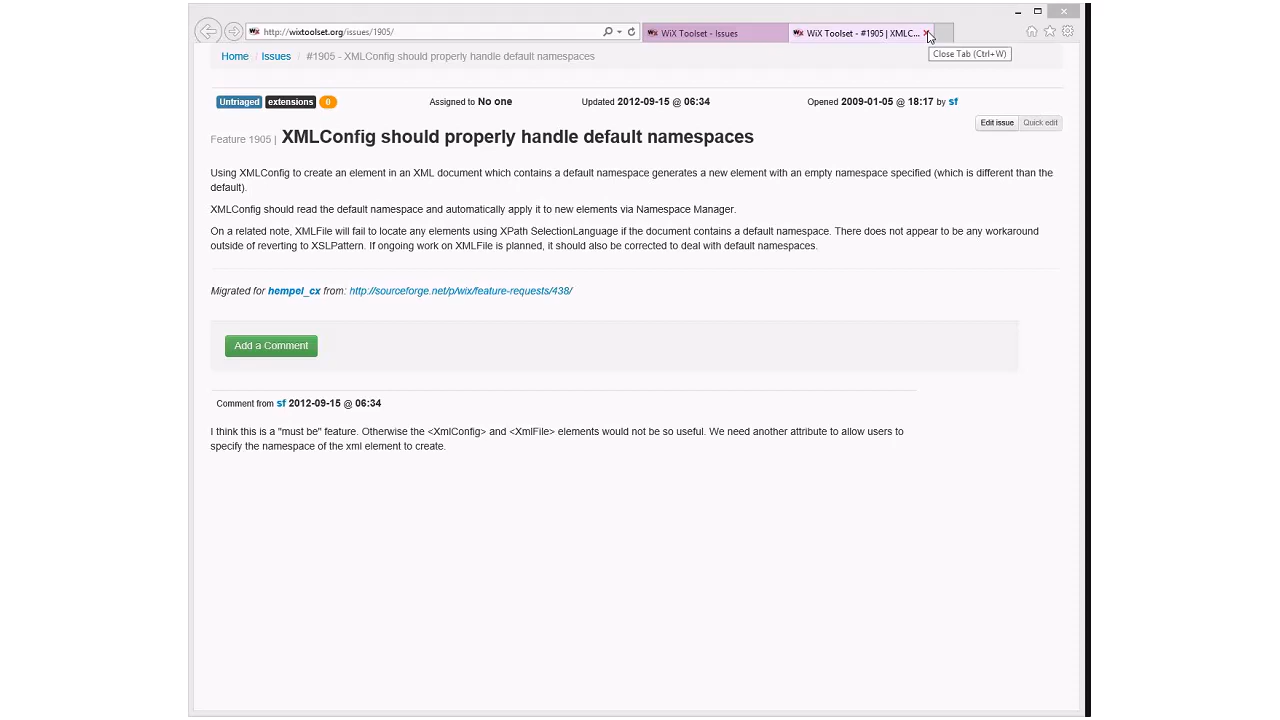 http://wixtoolset.org/issues/1905/
WiX Toolset - Issues
WiX Toolset - #1905 | XMLC...
Close Tab (Ctrl+W)
Home / Issues / #1905 - XMLConfig should properly handle default namespaces
Untriaged extensions 0 Assigned to No one Updated 2012-09-15 @ 06:34 Opened 2009-01-05 @ 18:17 by sf
Edit issue Quick edit
Feature 1905 | XMLConfig should properly handle default namespaces
Using XMLConfig to create an element in an XML document which contains a default namespace generates a new element with an empty namespace specified (which is different than the
default).
XMLConfig should read the default namespace and automatically apply it to new elements via Namespace Manager.
On a related note, XMLFile will fail to locate any elements using XPath SelectionLanguage if the document contains a default namespace. There does not appear to be any workaround
outside of reverting to XSLPattern. If ongoing work on XMLFile is planned, it should also be corrected to deal with default namespaces.
Migrated for hempel_cx from: http://sourceforge.net/p/wix/feature-requests/438/
Add a Comment
Comment from sf 2012-09-15 @ 06:34
I think this is a "must be" feature. Otherwise the <XmlConfig> and <XmlFile> elements would not be so useful. We need another attribute to allow users to
specify the namespace of the xml element to create.